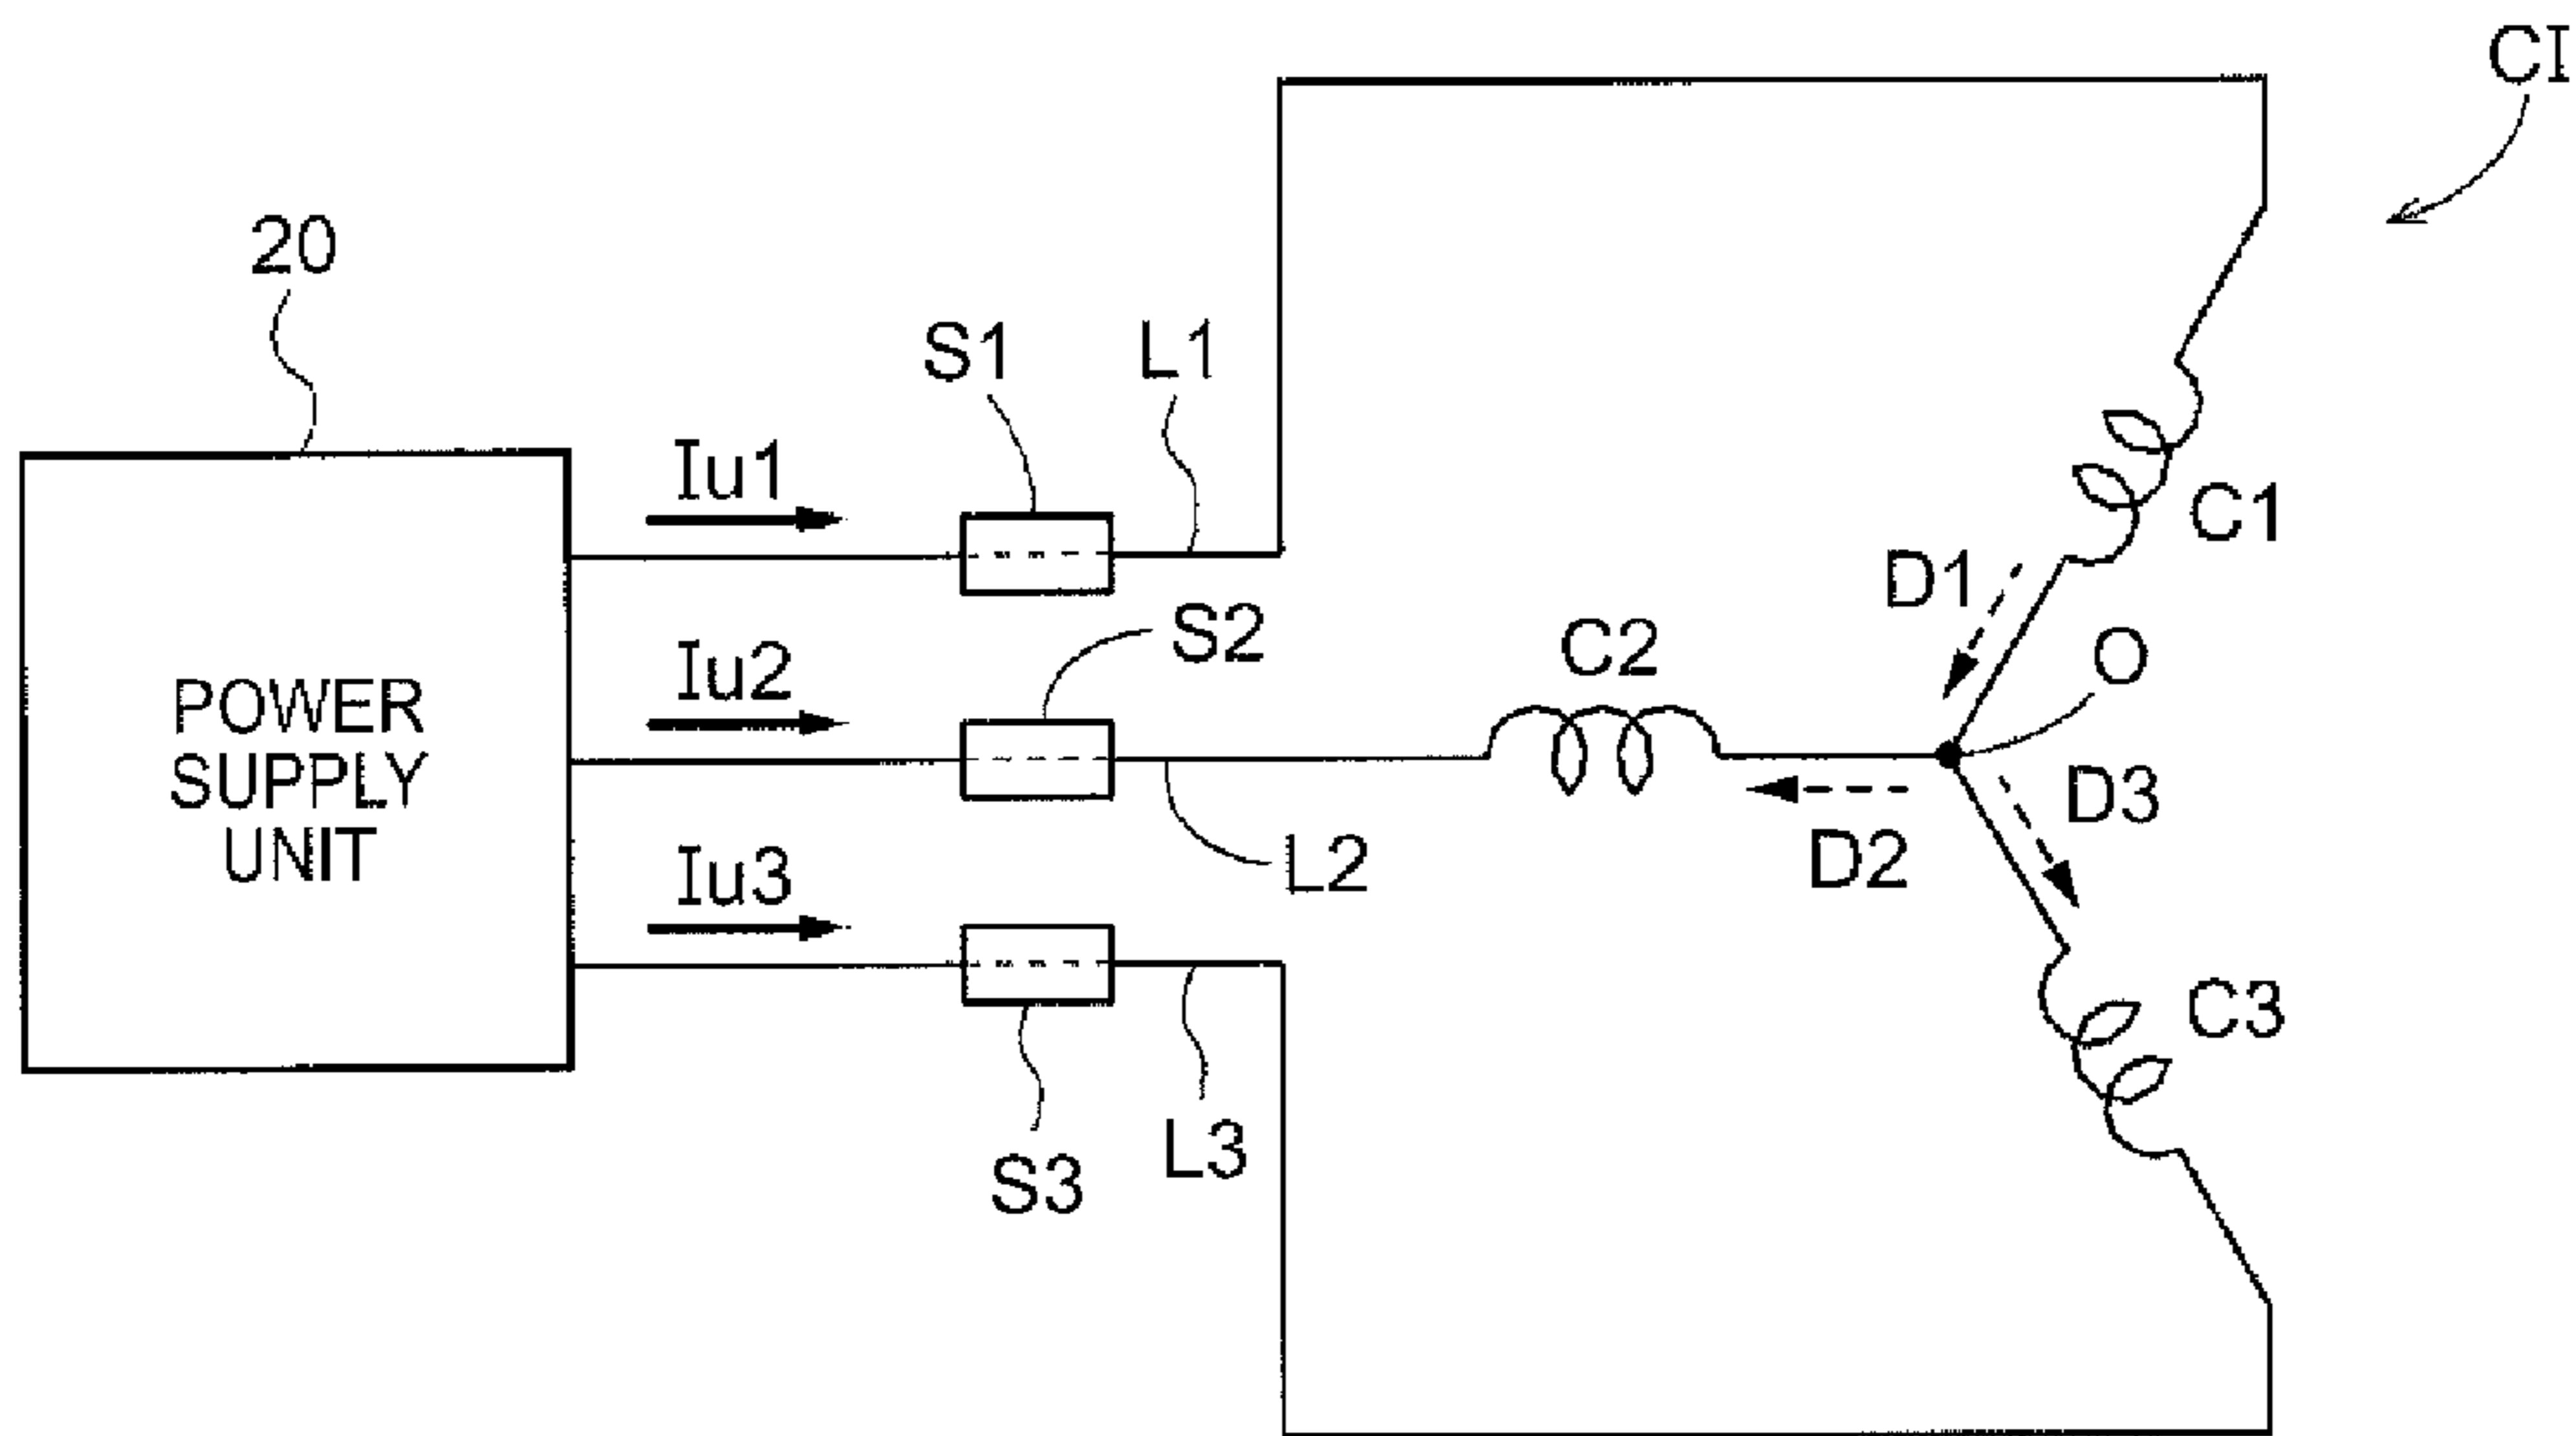 CI
20
S1
L1
Iu1
C1
D1
S2
C2
O
Iu2
POWER
SUPPLY
UNIT
D3
D2
L2
Iu3
C3
L3
S3